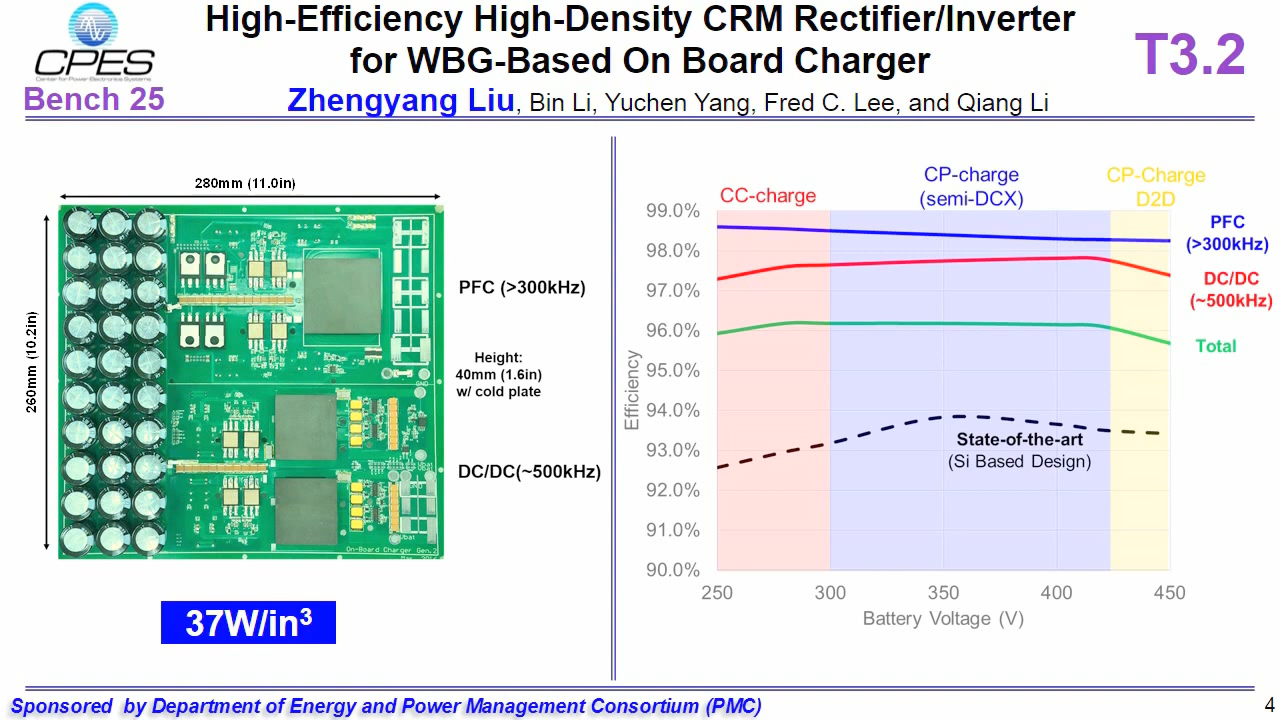 CPES
Center for Power Electronics Systems
Bench 25
High-Efficiency High-Density CRM Rectifier/Inverter
for WBG-Based On Board Charger
T3.2
Zhengyang Liu, Bin Li, Yuchen Yang, Fred C. Lee, and Qiang Li
280mm (11.0in)
260mm (10.2in)
PFC (>300kHz)
Height:
40mm (1.6in)
w/ cold plate
DC/DC(~500kHz)
GND
Vbat
On-Board Charger Gen.2
37W/in³
CC-charge
CP-charge
(semi-DCX)
CP-Charge
D2D
99.0%
98.0%
97.0%
96.0%
95.0%
94.0%
93.0%
92.0%
91.0%
90.0%
Efficiency
PFC
(>300kHz)
DC/DC
(~500kHz)
Total
State-of-the-art
(Si Based Design)
250
300
350
400
450
Battery Voltage (V)
Sponsored by Department of Energy and Power Management Consortium (PMC)
4